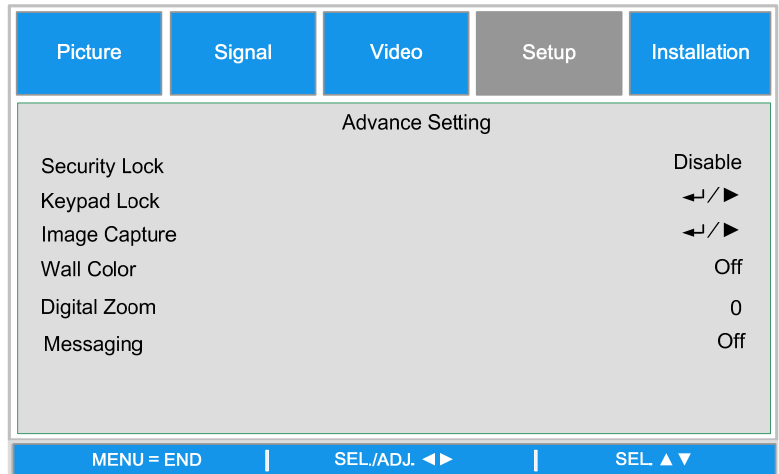 Picture Signal Video Setup Installation
Advance Setting
Security Lock Disable
Keypad Lock ↵/▶
Image Capture ↵/▶
Wall Color Off
Digital Zoom 0
Messaging Off
MENU = END | SEL./ADJ. ◀▶ | SEL. ▲▼